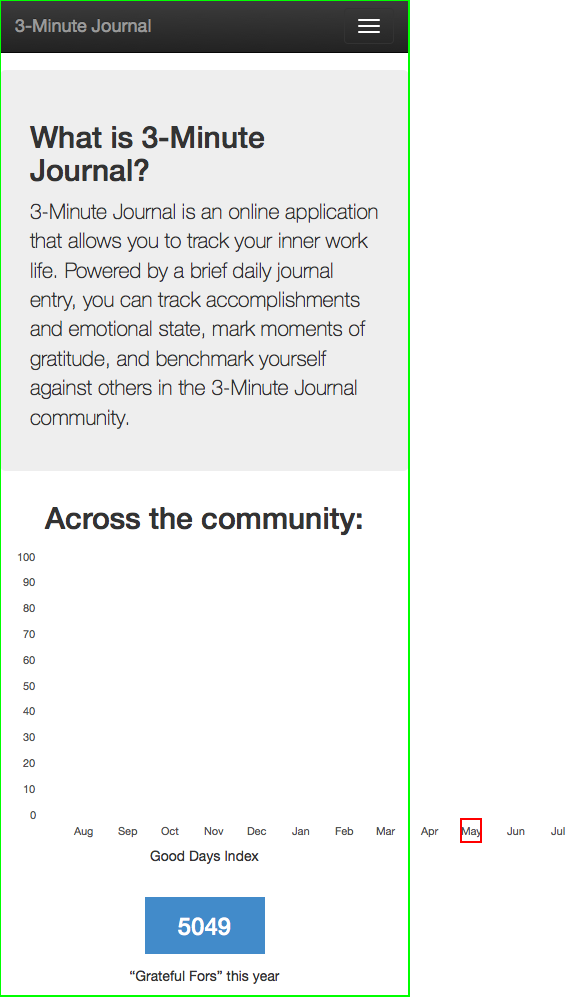 3-Minute Journal
What is 3-Minute
Journal?
3-Minute Journal is an online application
that allows you to track your inner work
life. Powered by a brief daily journal
entry, you can track accomplishments
and emotional state, mark moments of
gratitude, and benchmark yourself
against others in the 3-Minute Journal
community.
Across the community:
100
90
80
70
60
50
40
30
20
10
0
Aug Sep Oct Nov Dec Jan Feb Mar Apr May Jun Jul
Good Days Index
5049
“Grateful Fors” this year